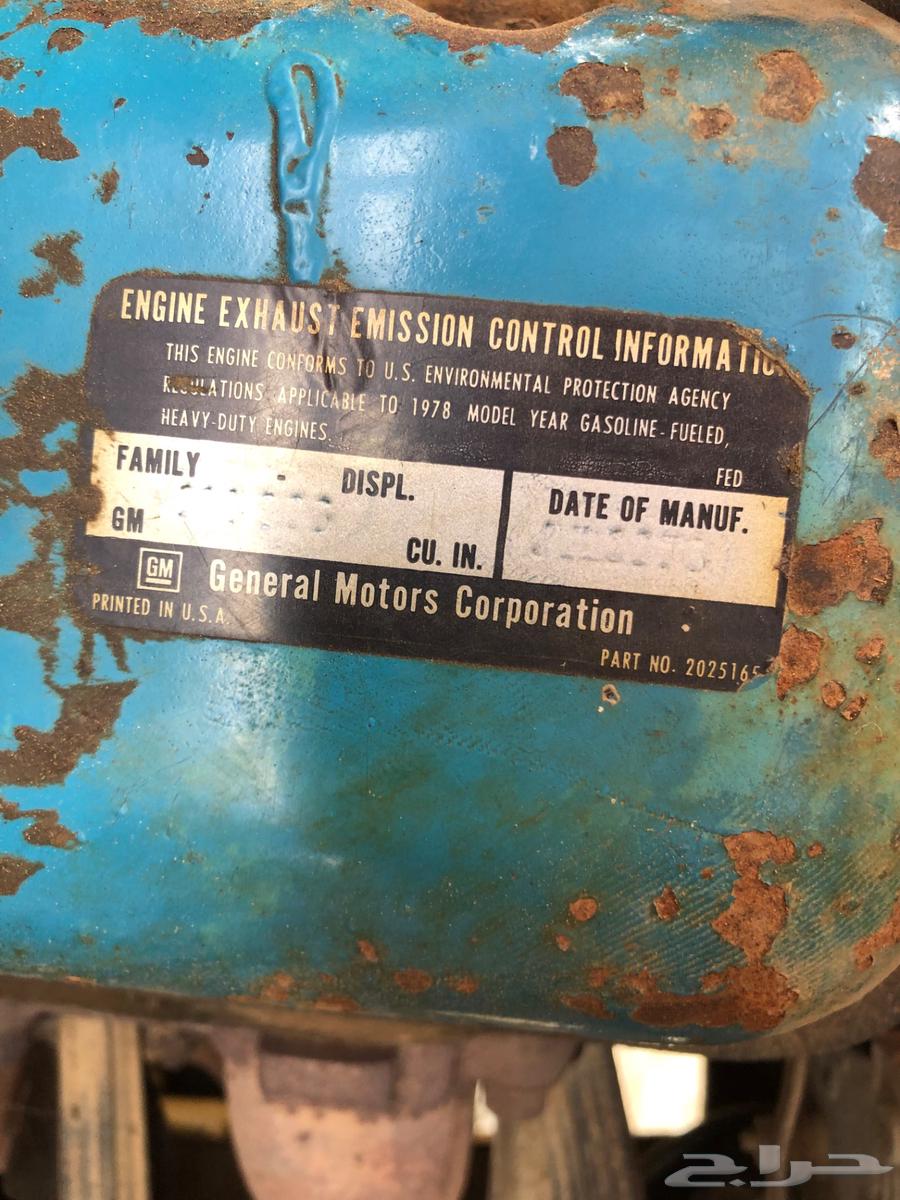 ENGINE EXHAUST EMISSION CONTROL INFORMATIO
THIS ENGINE CONFORMS TO U.S. ENVIRONMENTAL PROTECTION AGENCY
REGULATIONS APPLICABLE TO 1978 MODEL YEAR GASOLINE-FUELED,
HEAVY-DUTY ENGINES.
FED
FAMILY DISPL.
GM CU. IN.
DATE OF MANUF.
GM General Motors Corporation
PRINTED IN U.S.A.
PART NO. 2025165
حراج